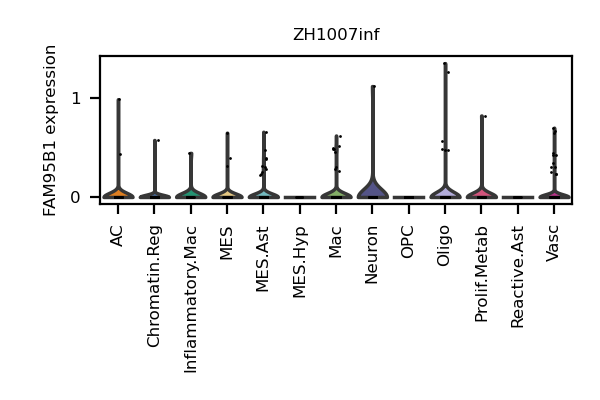 ZH1007inf
FAM95B1 expression
1
0
AC
Chromatin.Reg
Inflammatory.Mac
MES
MES.Ast
MES.Hyp
Mac
Neuron
OPC
Oligo
Prolif.Metab
Reactive.Ast
Vasc